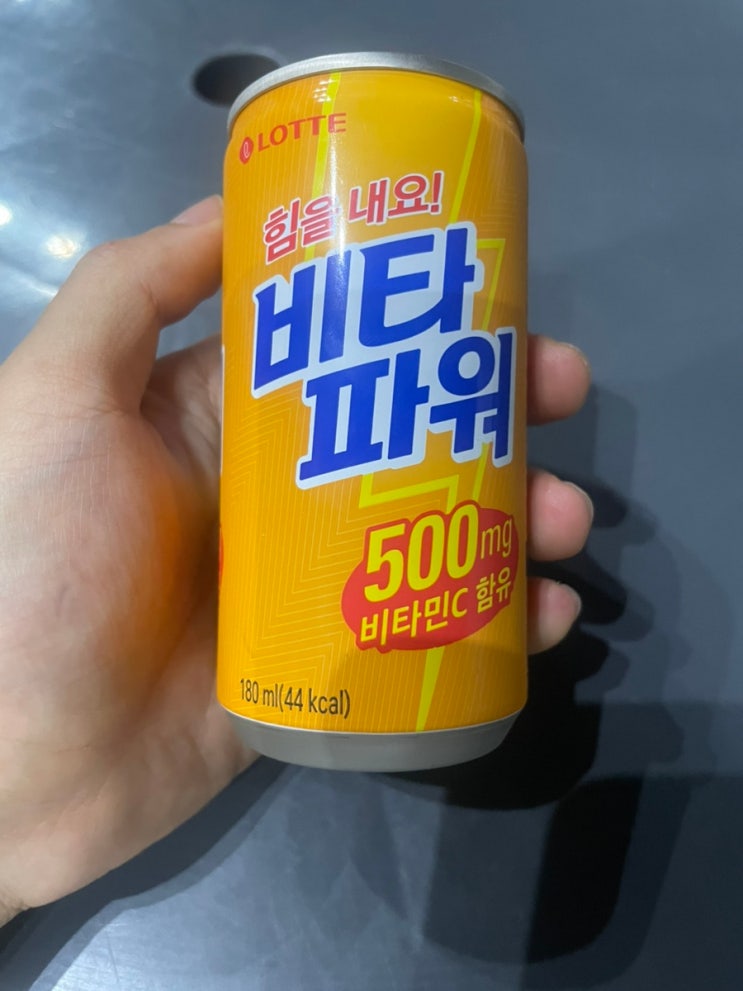 LOTTE
힘을 내요!
비타
파워
500mg
비타민C 함유
180 ml(44 kcal)